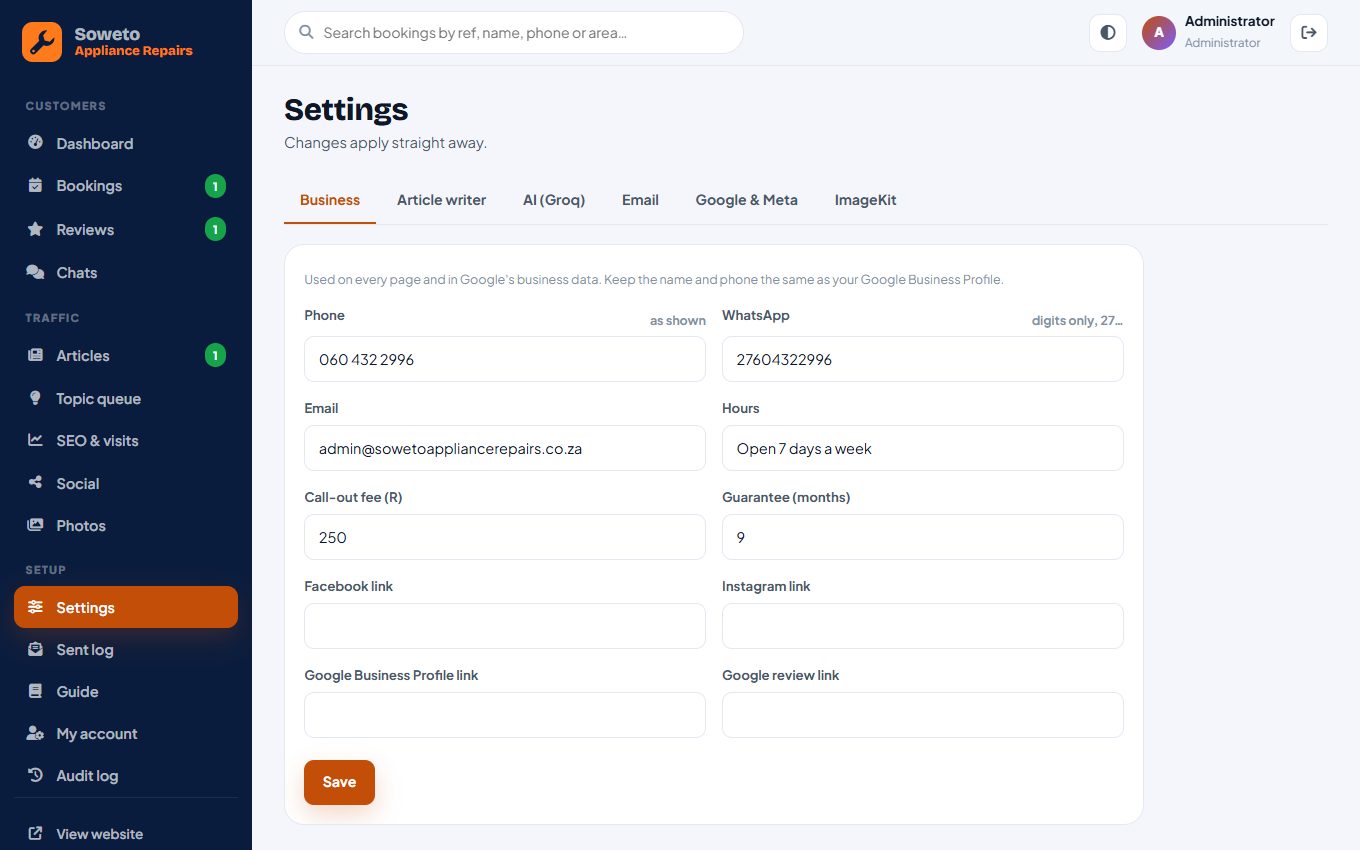 Soweto
Appliance Repairs
CUSTOMERS
Dashboard
Bookings 1
Reviews 1
Chats
TRAFFIC
Articles 1
Topic queue
SEO & visits
Social
Photos
SETUP
Settings
Sent log
Guide
My account
Audit log
View website
Search bookings by ref, name, phone or area…
A
Administrator
Administrator
Settings
Changes apply straight away.
Business Article writer AI (Groq) Email Google & Meta ImageKit
Used on every page and in Google's business data. Keep the name and phone the same as your Google Business Profile.
Phone as shown WhatsApp digits only, 27…
060 432 2996 27604322996
Email Hours
admin@sowetoappliancerepairs.co.za Open 7 days a week
Call-out fee (R) Guarantee (months)
250 9
Facebook link Instagram link
Google Business Profile link Google review link
Save